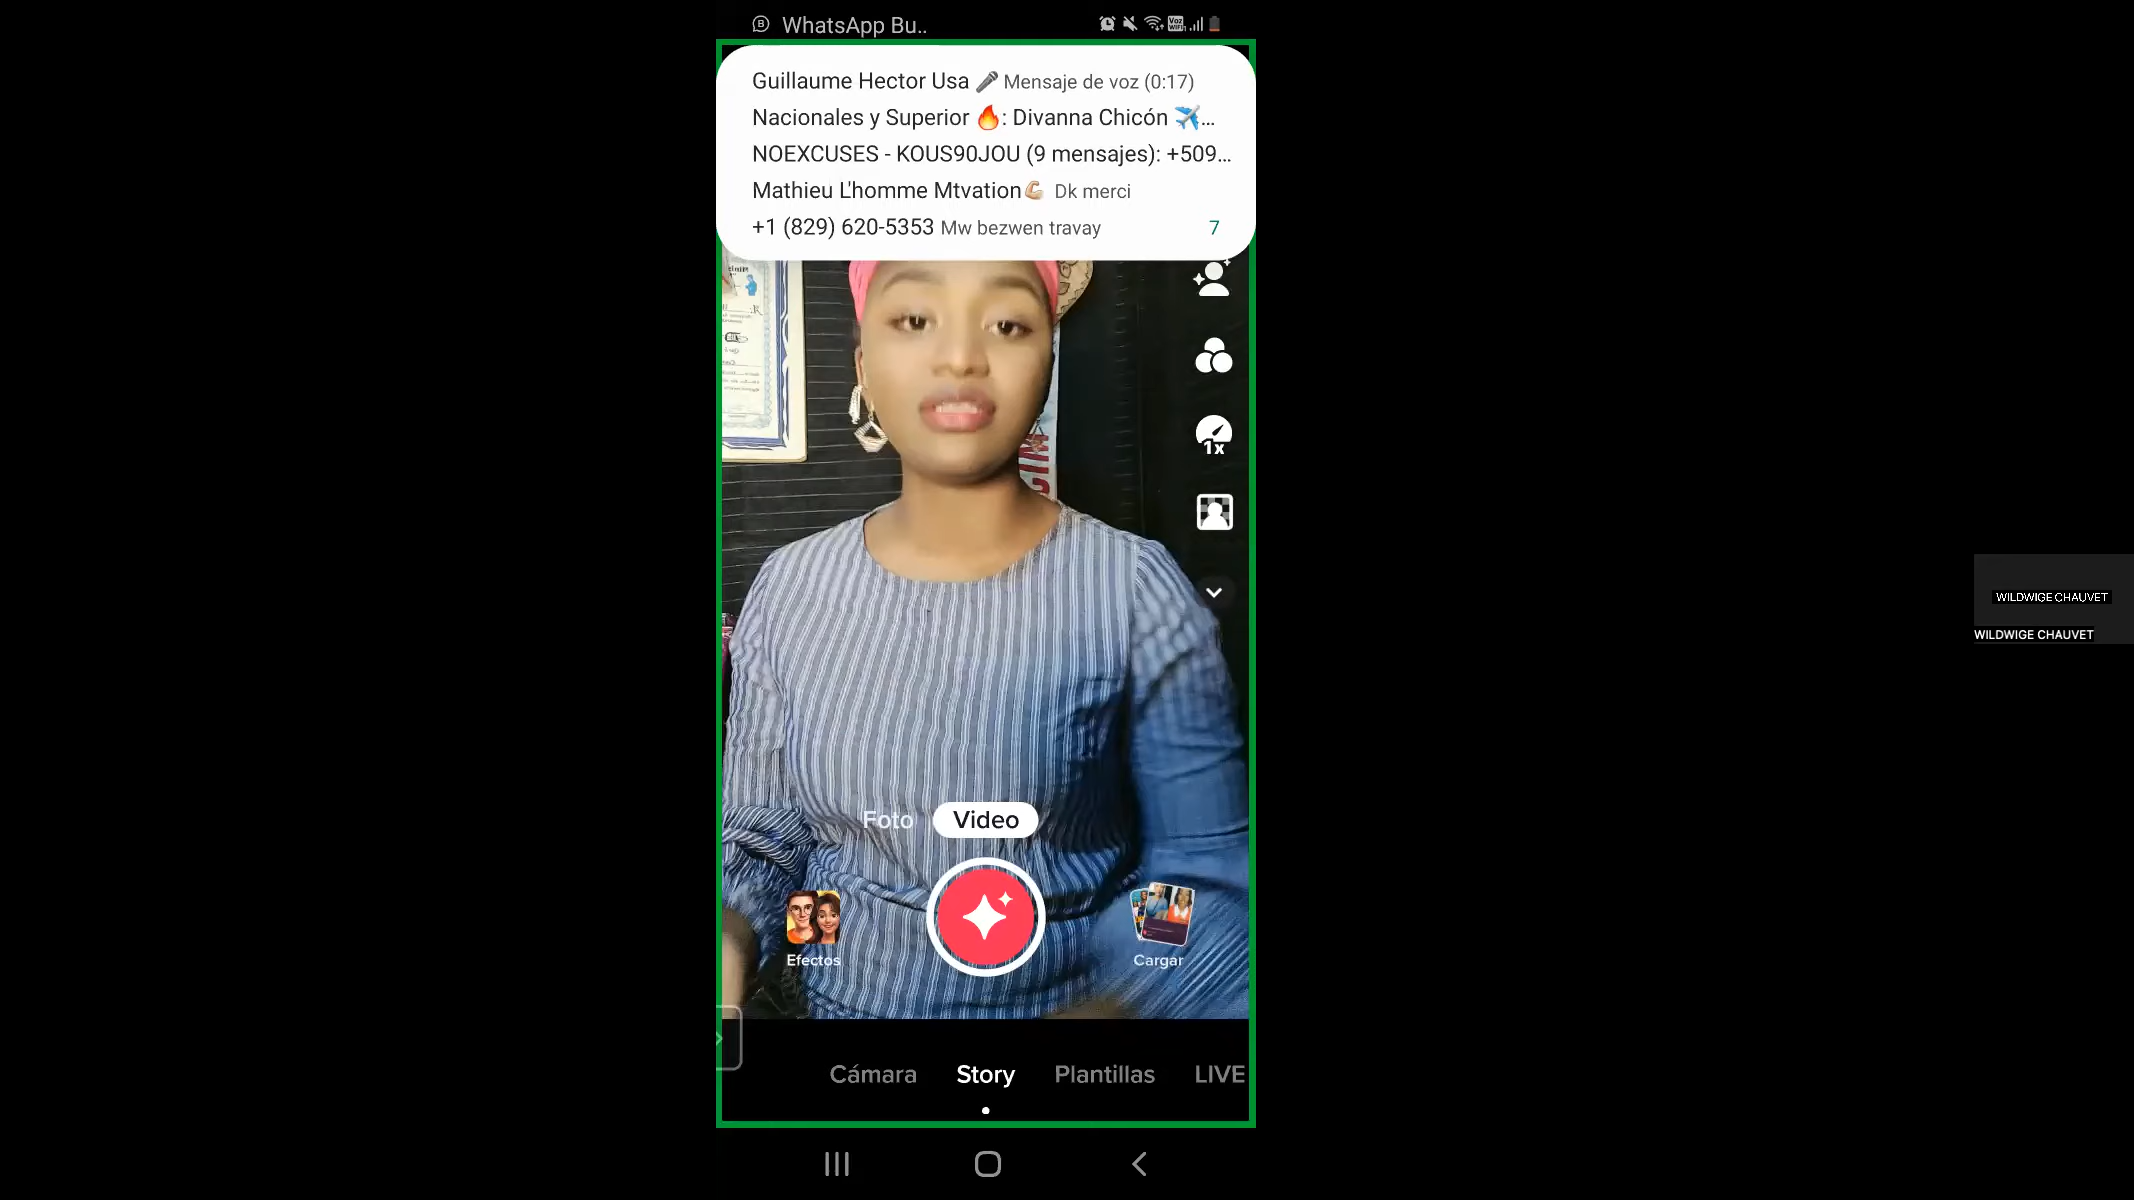 WhatsApp Bu..
Guillaume Hector Usa 🎤 Mensaje de voz (0:17)
Nacionales y Superior 🔥: Divanna Chicón ✈️...
NOEXCUSES - KOUS90JOU (9 mensajes): +509...
Mathieu L'homme Mtvation💪🏼 Dk merci
+1 (829) 620-5353 Mw bezwen travay 7
1x
Foto Video
Efectos
Cargar
Cámara Story Plantillas LIVE
WILDWIGE CHAUVET
WILDWIGE CHAUVET